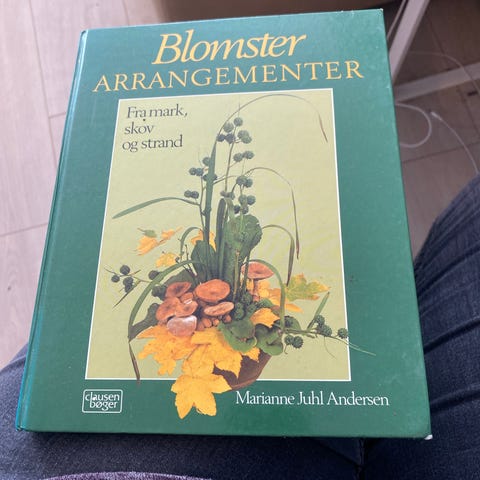 Blomster
ARRANGEMENTER
Fra mark,
skov
og strand
Marianne Juhl Andersen
clausen
bøger